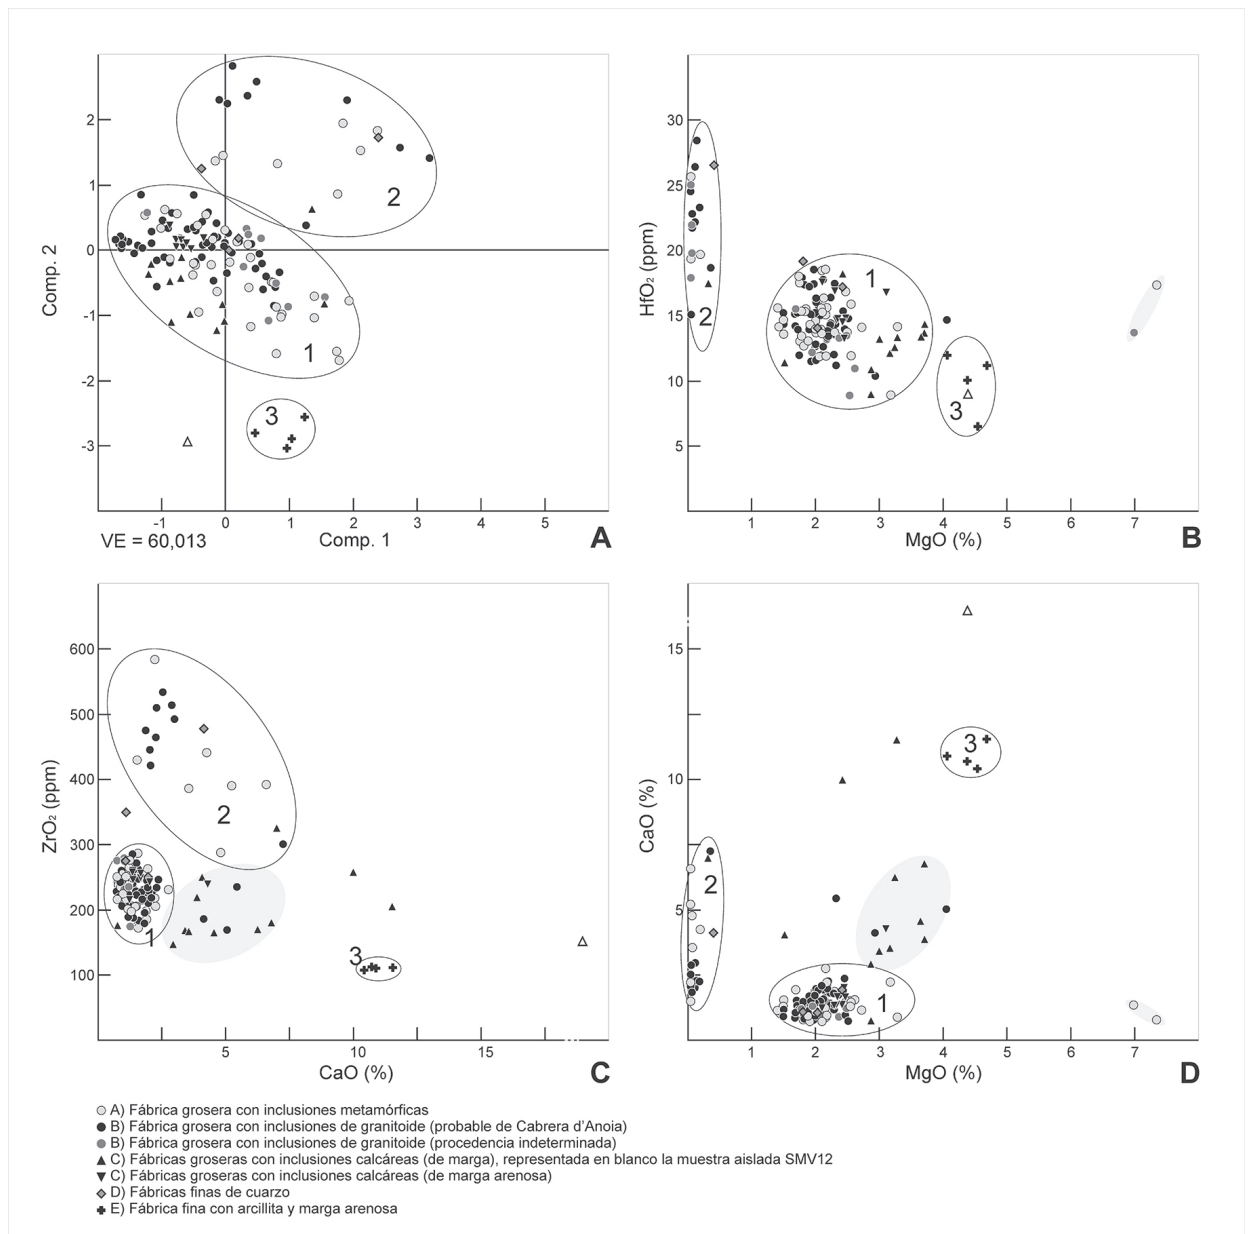 2
1
0
-1
-2
-3
Comp. 2
2
1
3
-1
0
1
2
3
4
5
VE = 60,013
Comp. 1
A
30
25
20
15
10
5
HfO₂ (ppm)
1
2
3
1
2
3
4
5
6
7
MgO (%)
B
600
500
400
300
200
100
ZrO₂ (ppm)
2
1
3
5
10
15
CaO (%)
C
15
10
5
CaO (%)
3
2
1
1
2
3
4
5
6
7
MgO (%)
D
A) Fábrica grosera con inclusiones metamórficas
B) Fábrica grosera con inclusiones de granitoide (probable de Cabrera d’Anoia)
B) Fábrica grosera con inclusiones de granitoide (procedencia indeterminada)
C) Fábricas groseras con inclusiones calcáreas (de marga), representada en blanco la muestra aislada SMV12
C) Fábricas groseras con inclusiones calcáreas (de marga arenosa)
D) Fábricas finas de cuarzo
E) Fábrica fina con arcillita y marga arenosa